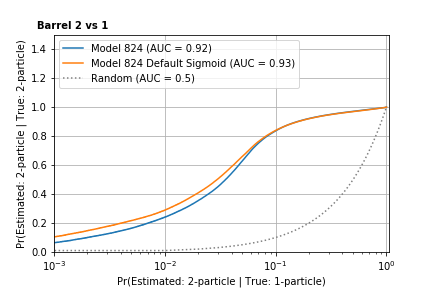 Barrel 2 vs 1
Model 824 (AUC = 0.92)
Model 824 Default Sigmoid (AUC = 0.93)
Random (AUC = 0.5)
Pr(Estimated: 2-particle | True: 2-particle)
1.4
1.2
1.0
0.8
0.6
0.4
0.2
0.0
10⁻³
10⁻²
10⁻¹
10⁰
Pr(Estimated: 2-particle | True: 1-particle)